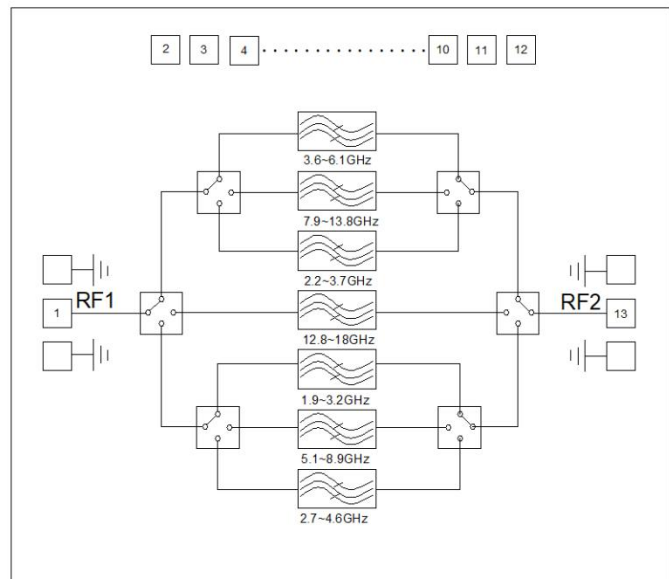 2 3 4 10 11 12
3.6~6.1GHz
7.9~13.8GHz
2.2~3.7GHz
RF1 RF2
1 13
12.8~18GHz
1.9~3.2GHz
5.1~8.9GHz
2.7~4.6GHz